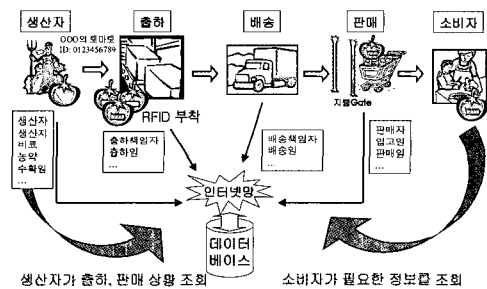 생산자
출하
배송
판매
소비자
OOO의 토마토
ID: 0123456789
RFID 부착
지불Gate
생산자
생산지
비료
농약
수확일
...
출하책임자
출하일
...
배송책임자
배송일
...
판매자
입고일
판매일
...
인터넷망
데이터
베이스
생산자가 출하, 판매 상황 조회
소비자가 필요한 정보를 조회